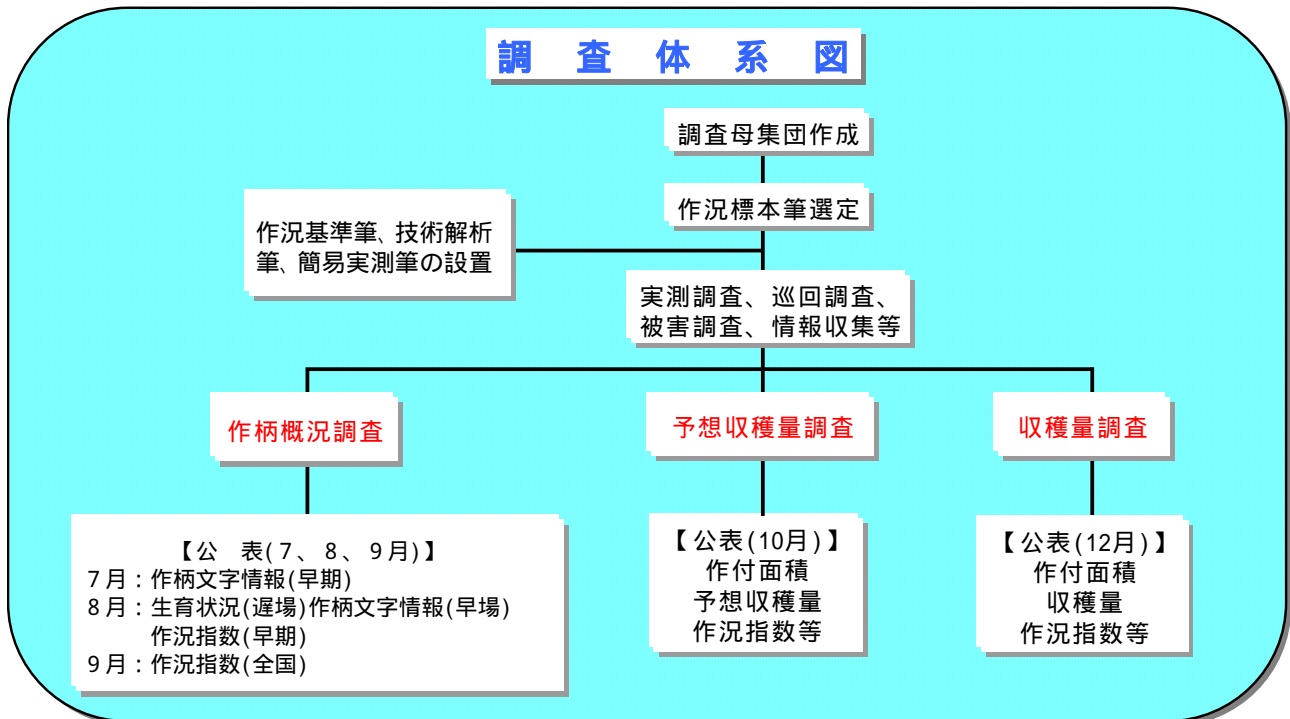 調 査 体 系 図
調査母集団作成
作況標本筆選定
作況基準筆、技術解析
筆、簡易実測筆の設置
実測調査、巡回調査、
被害調査、情報収集等
作柄概況調査
予想収穫量調査
収穫量調査
【公 表(7、8、9月)】
7月:作柄文字情報(早期)
8月:生育状況(遅場)作柄文字情報(早場)
作況指数(早期)
9月:作況指数(全国)
【公表(10月)】
作付面積
予想収穫量
作況指数等
【公表(12月)】
作付面積
収穫量
作況指数等